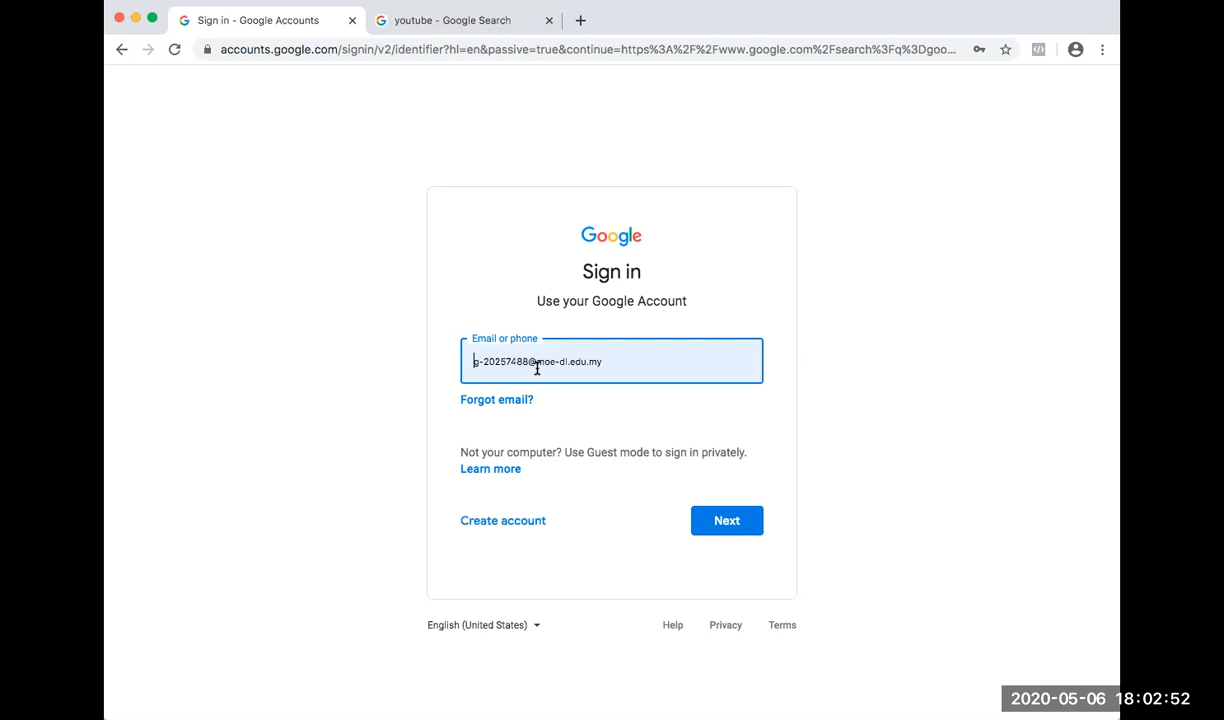 Sign in - Google Accounts
youtube - Google Search
accounts.google.com/signin/v2/identifier?hl=en&passive=true&continue=https%3A%2F%2Fwww.google.com%2Fsearch%3Fq%3Dgoo...
Google
Sign in
Use your Google Account
Email or phone
g-20257488@moe-dl.edu.my
Forgot email?
Not your computer? Use Guest mode to sign in privately.
Learn more
Create account
Next
English (United States)
Help
Privacy
Terms
2020-05-06 18:02:52